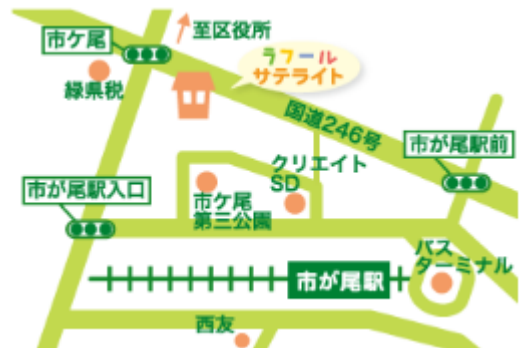 市ケ尾
至区役所
ラフール
サテライト
緑県税
国道246号
市が尾駅前
クリエイト
SD
市が尾駅入口
市ケ尾
第三公園
バス
ターミナル
市が尾駅
西友